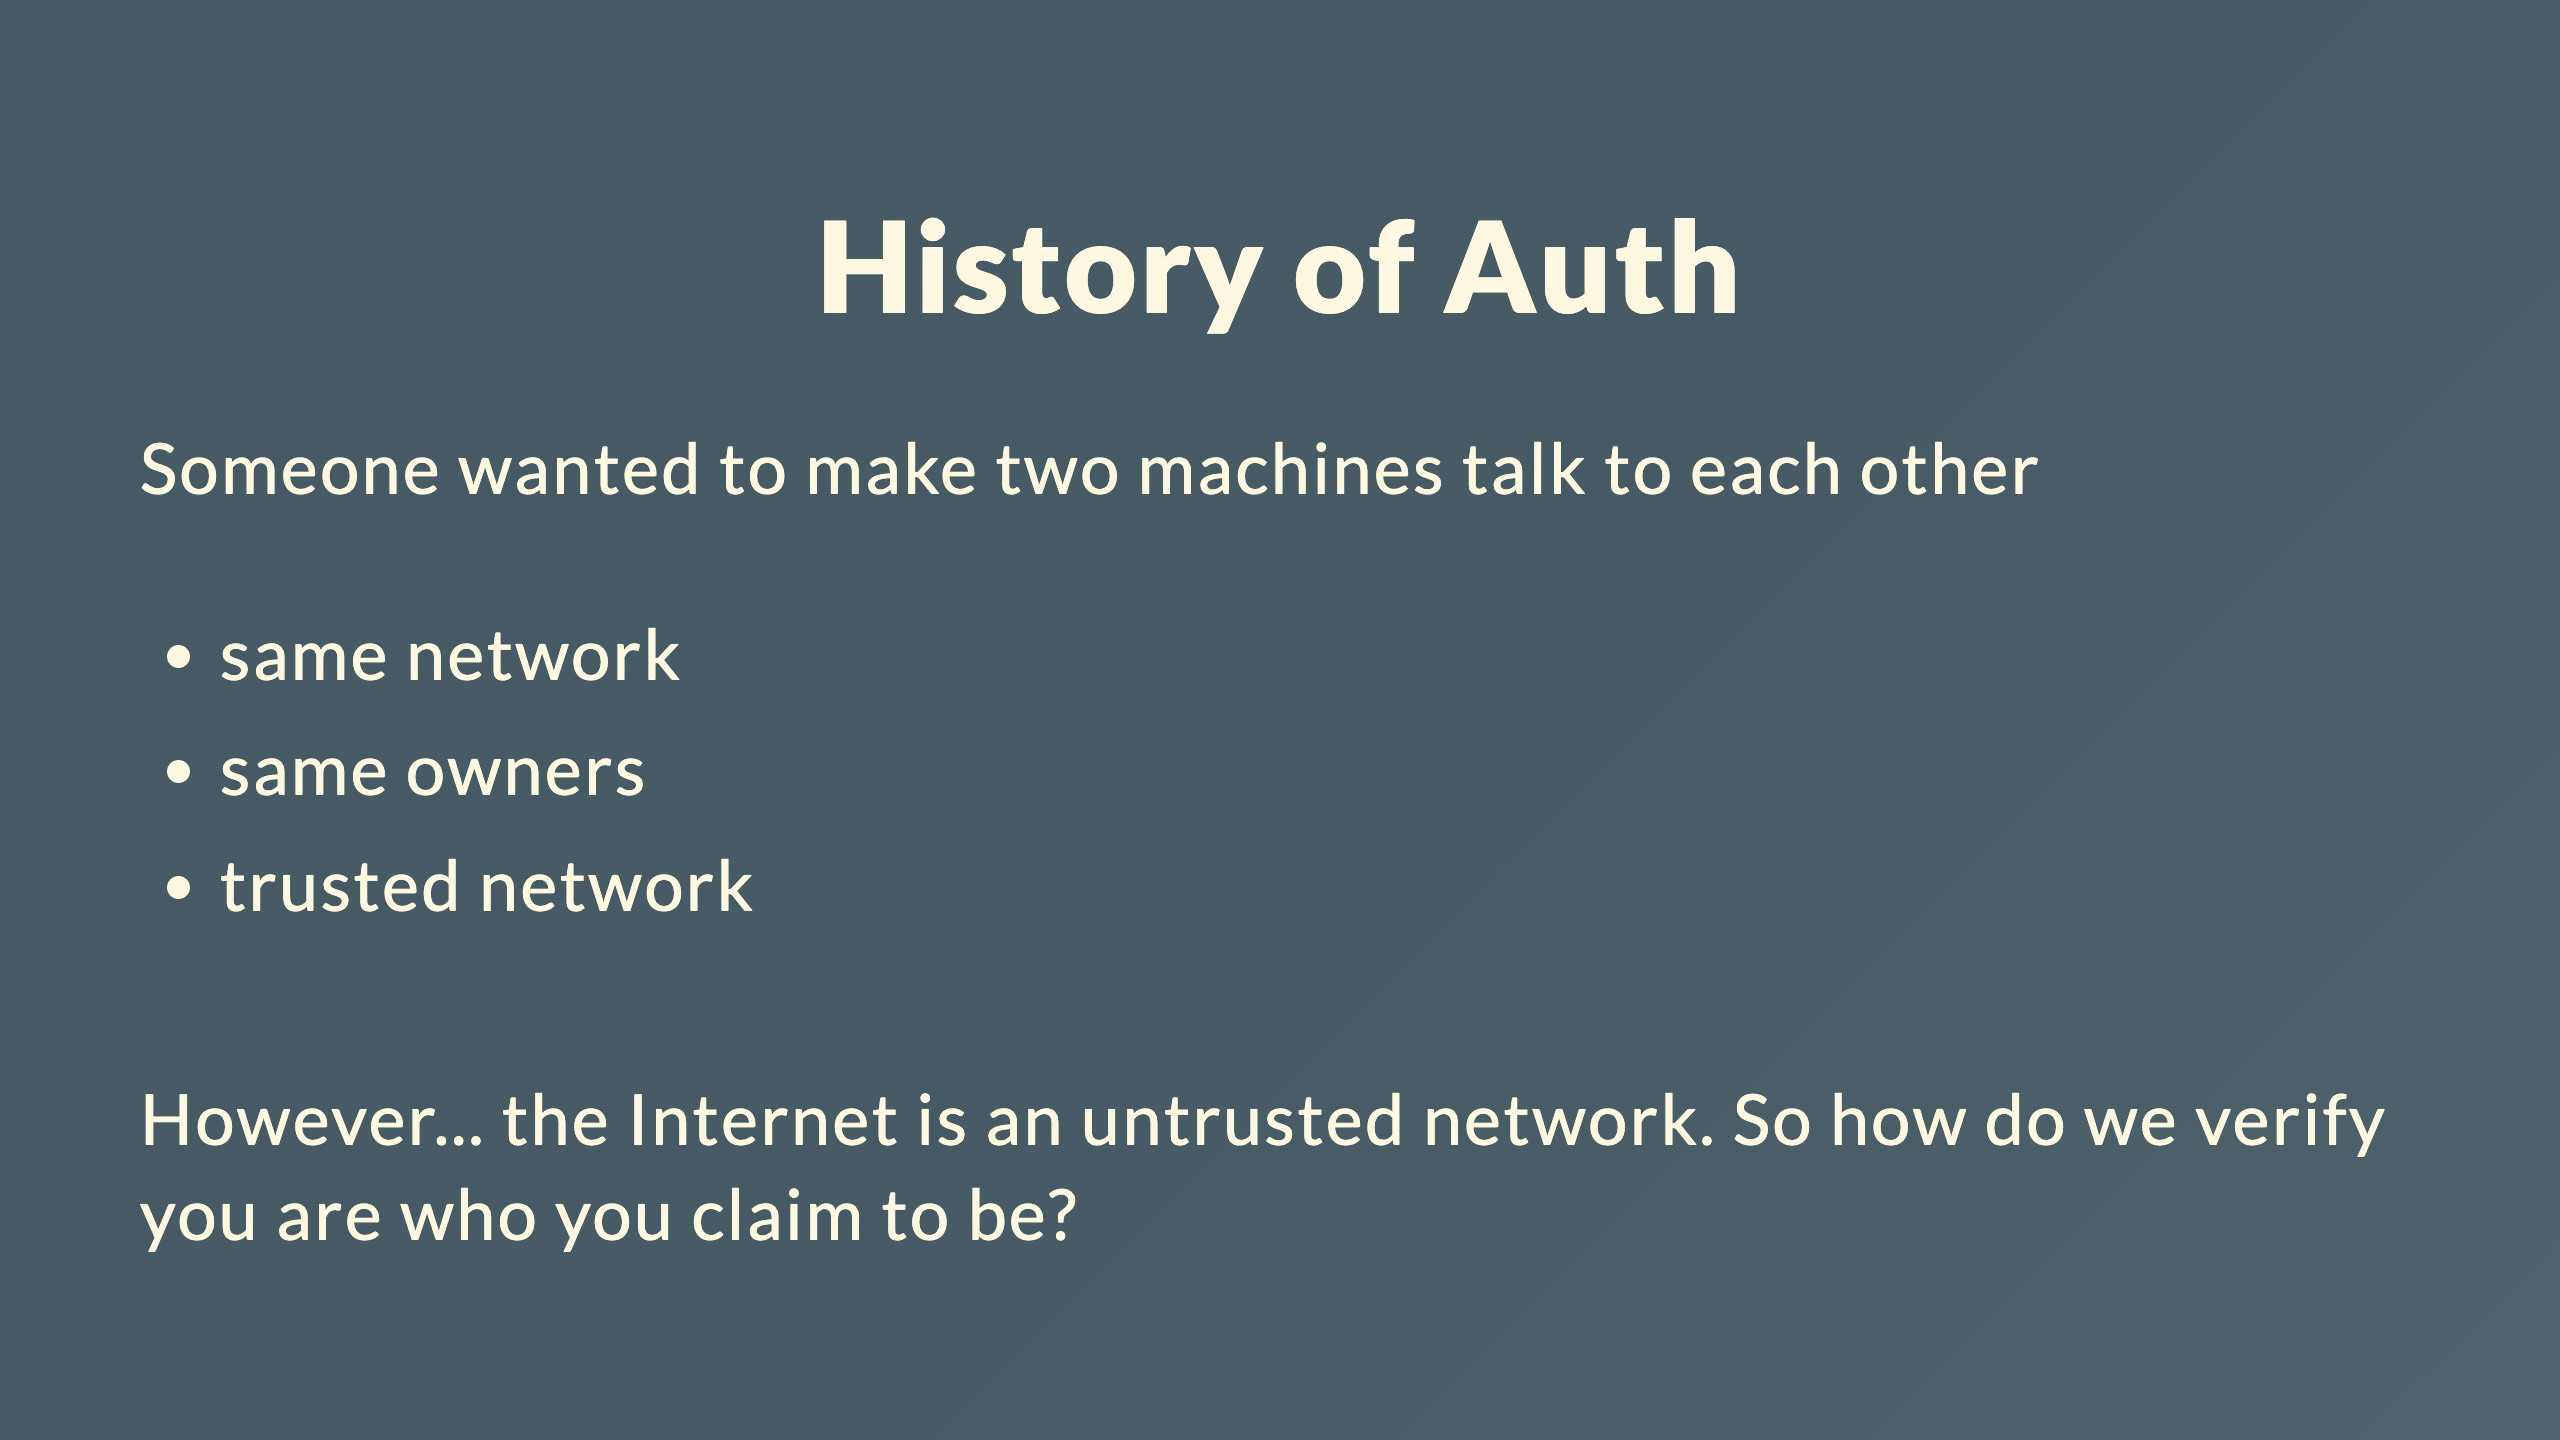 History of Auth
Someone wanted to make two machines talk to each other
• same network
• same owners
• trusted network
However... the Internet is an untrusted network. So how do we verify
you are who you claim to be?